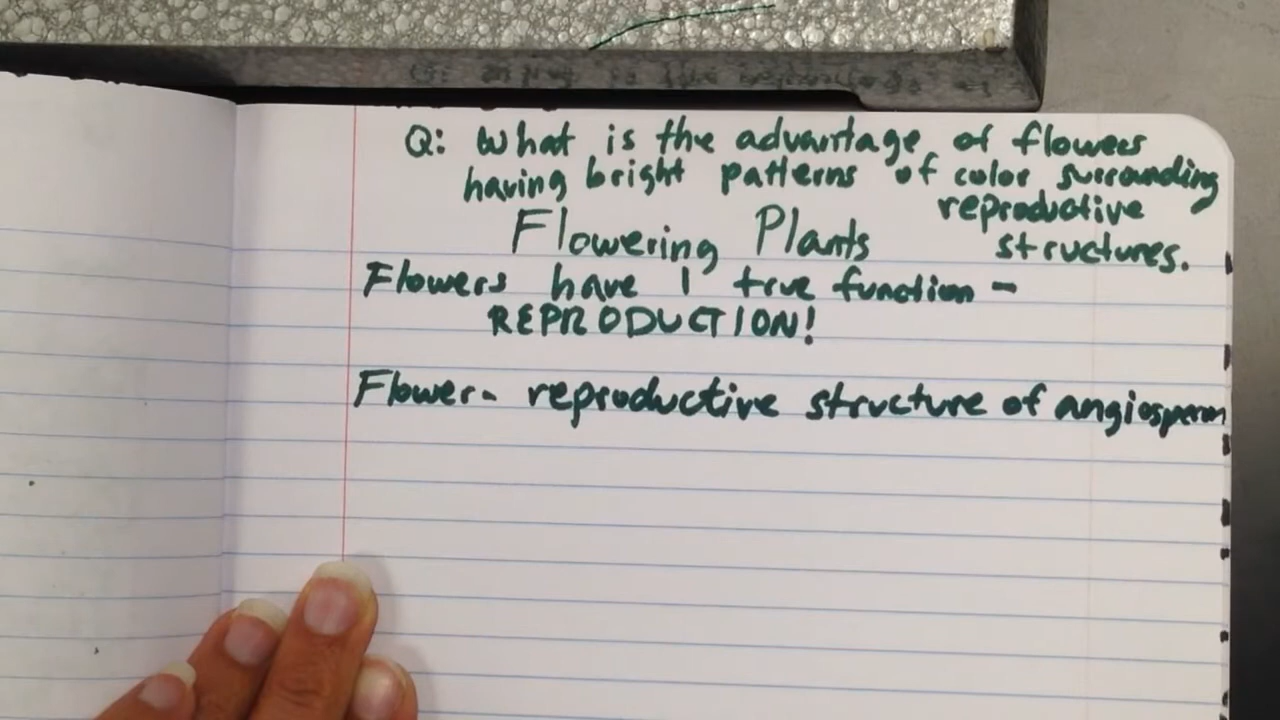 Q: What is the advantage of flowers
having bright patterns of color surrounding
reproductive
structures.
Flowering Plants
Flowers have 1 true function -
REPRODUCTION!
Flower- reproductive structure of angiosperm